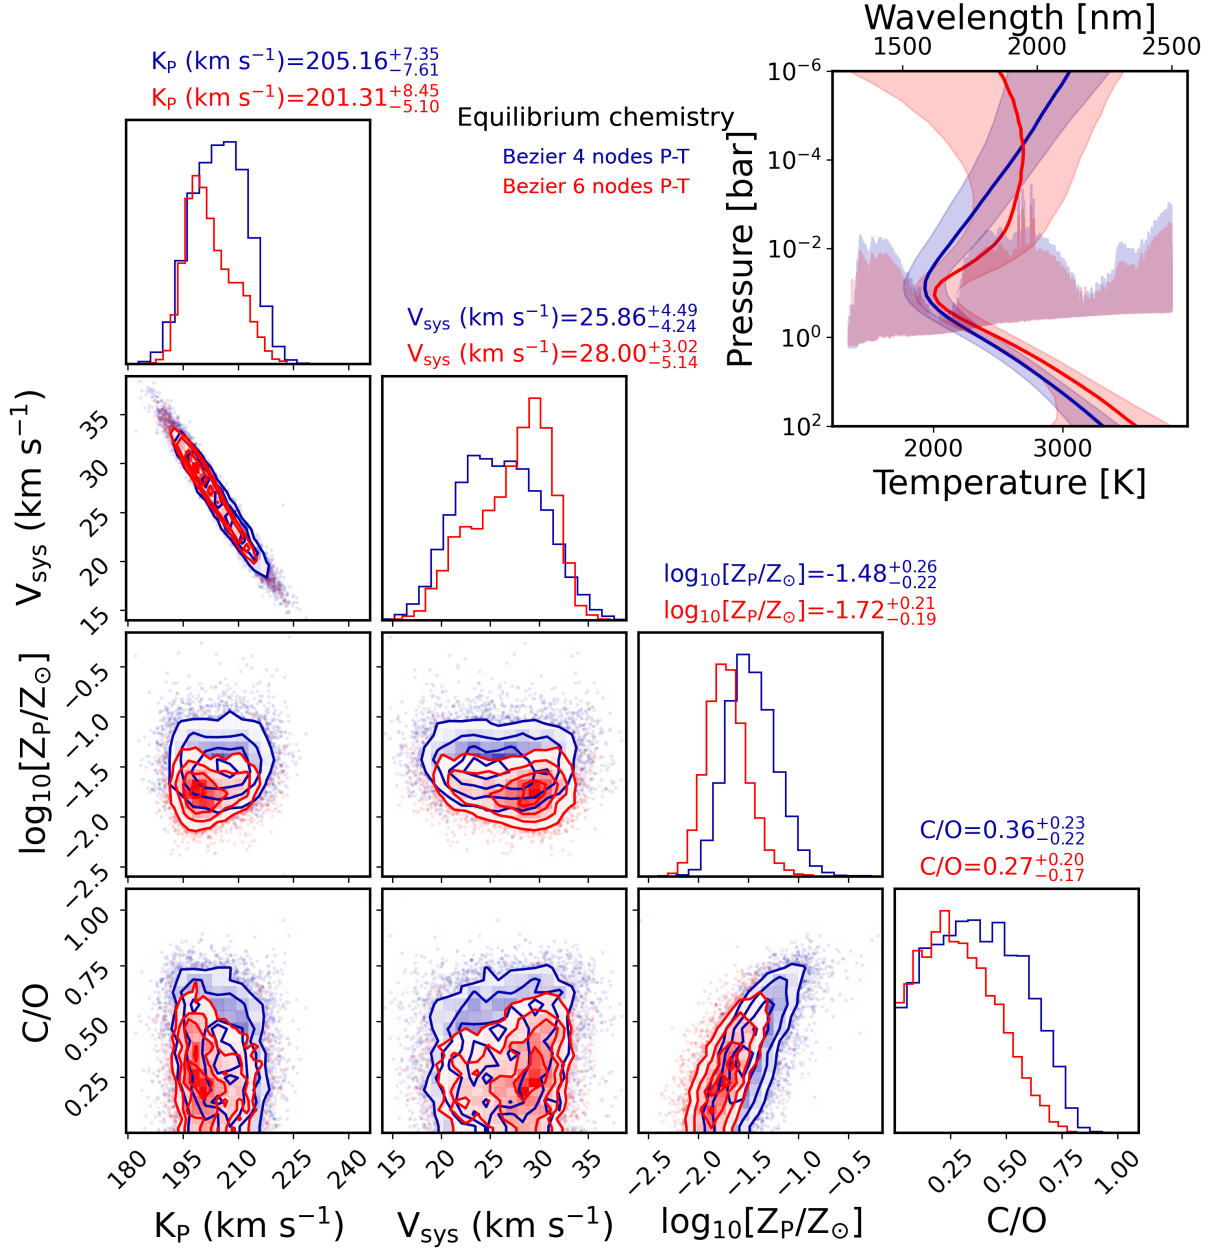 Wavelength [nm]
1500 2000 2500
K_P (km s⁻¹)=205.16^{+7.35}_{-7.61}
K_P (km s⁻¹)=201.31^{+8.45}_{-5.10}
Equilibrium chemistry
Bezier 4 nodes P-T
Bezier 6 nodes P-T
Pressure [bar]
10⁻⁶
10⁻⁴
10⁻²
10⁰
10²
2000 3000
Temperature [K]
V_sys (km s⁻¹)=25.86^{+4.49}_{-4.24}
V_sys (km s⁻¹)=28.00^{+3.02}_{-5.14}
V_sys (km s⁻¹)
35
30
25
20
15
log₁₀[Z_P/Z_⊙]=-1.48^{+0.26}_{-0.22}
log₁₀[Z_P/Z_⊙]=-1.72^{+0.21}_{-0.19}
log₁₀[Z_P/Z_⊙]
−0.5
−1.0
−1.5
−2.0
−2.5
C/O=0.36^{+0.23}_{-0.22}
C/O=0.27^{+0.20}_{-0.17}
C/O
1.00
0.75
0.50
0.25
180 195 210 225 240
15 20 25 30 35
−2.5 −2.0 −1.5 −1.0 −0.5
0.25 0.50 0.75 1.00
K_P (km s⁻¹)
V_sys (km s⁻¹)
log₁₀[Z_P/Z_⊙]
C/O